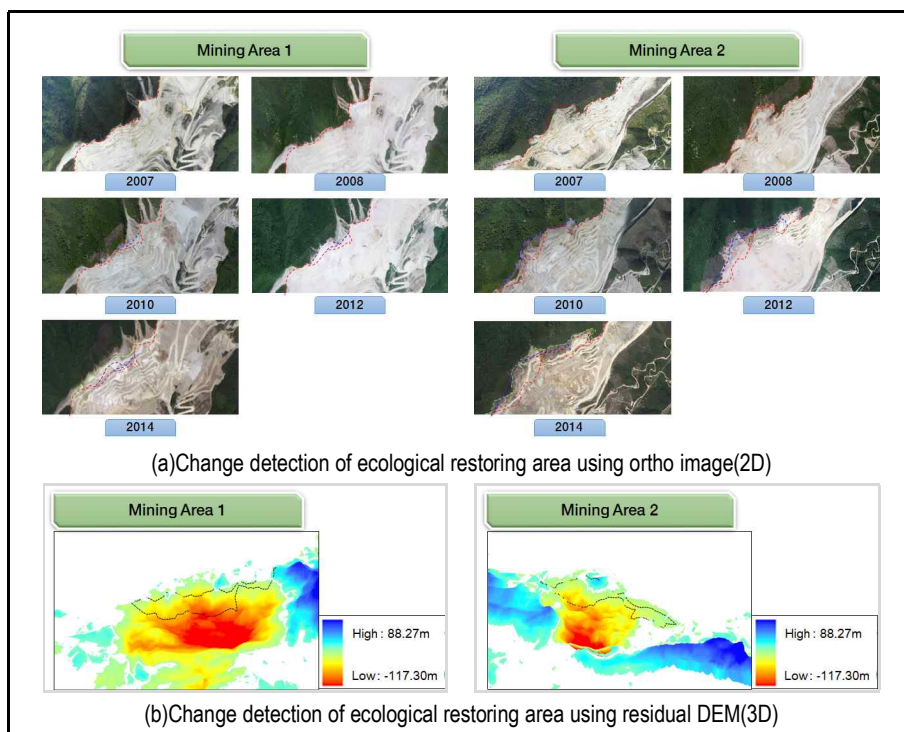 Mining Area 1
Mining Area 2
2007
2008
2007
2008
2010
2012
2010
2012
2014
2014
(a)Change detection of ecological restoring area using ortho image(2D)
Mining Area 1
Mining Area 2
High : 88.27m
Low : -117.30m
High : 88.27m
Low : -117.30m
(b)Change detection of ecological restoring area using residual DEM(3D)